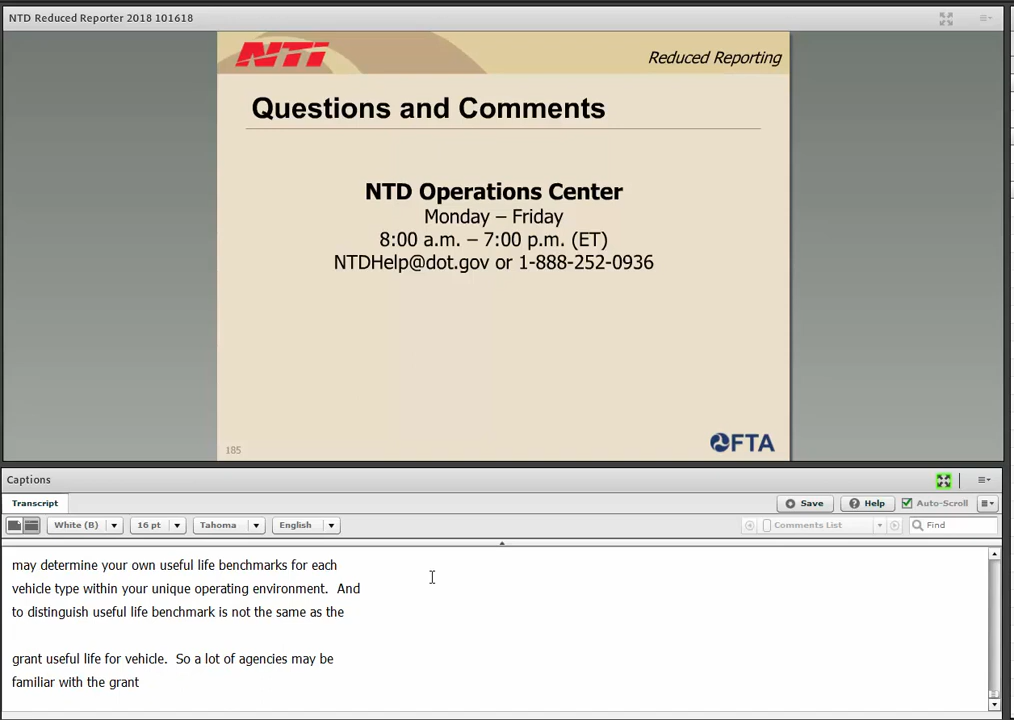 NTD Reduced Reporter 2018 101618
NTI
Reduced Reporting
Questions and Comments
NTD Operations Center
Monday – Friday
8:00 a.m. – 7:00 p.m. (ET)
NTDHelp@dot.gov or 1-888-252-0936
185
FTA
Captions
Transcript
Save
Help
Auto-Scroll
White (B)
16 pt
Tahoma
English
Comments List
Find
may determine your own useful life benchmarks for each
vehicle type within your unique operating environment. And
to distinguish useful life benchmark is not the same as the
grant useful life for vehicle. So a lot of agencies may be
familiar with the grant